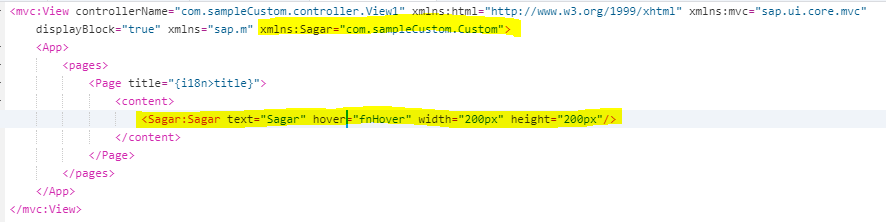 <mvc:View controllerName="com.sampleCustom.controller.View1" xmlns:html="http://www.w3.org/1999/xhtml" xmlns:mvc="sap.ui.core.mvc"
displayBlock="true" xmlns="sap.m" xmlns:Sagar="com.sampleCustom.Custom">
<App>
<pages>
<Page title="{i18n>title}">
<content>
<Sagar:Sagar text="Sagar" hover="fnHover" width="200px" height="200px"/>
</content>
</Page>
</pages>
</App>
</mvc:View>